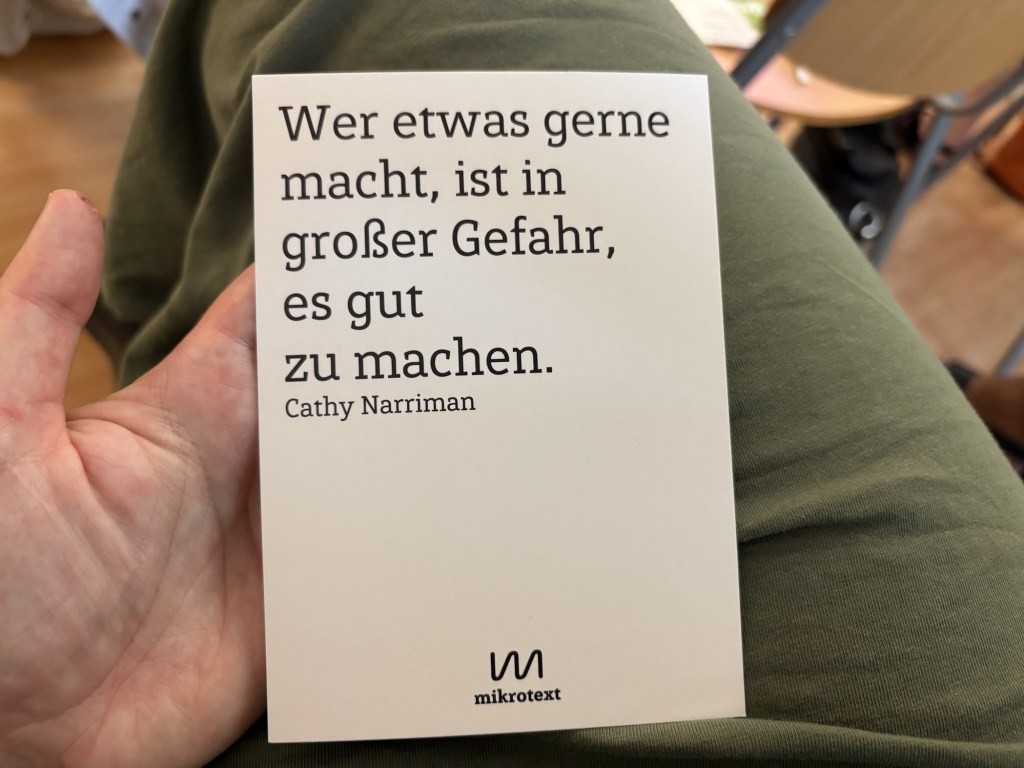 Wer etwas gerne
macht, ist in
großer Gefahr,
es gut
zu machen.
Cathy Narriman
mikrotext